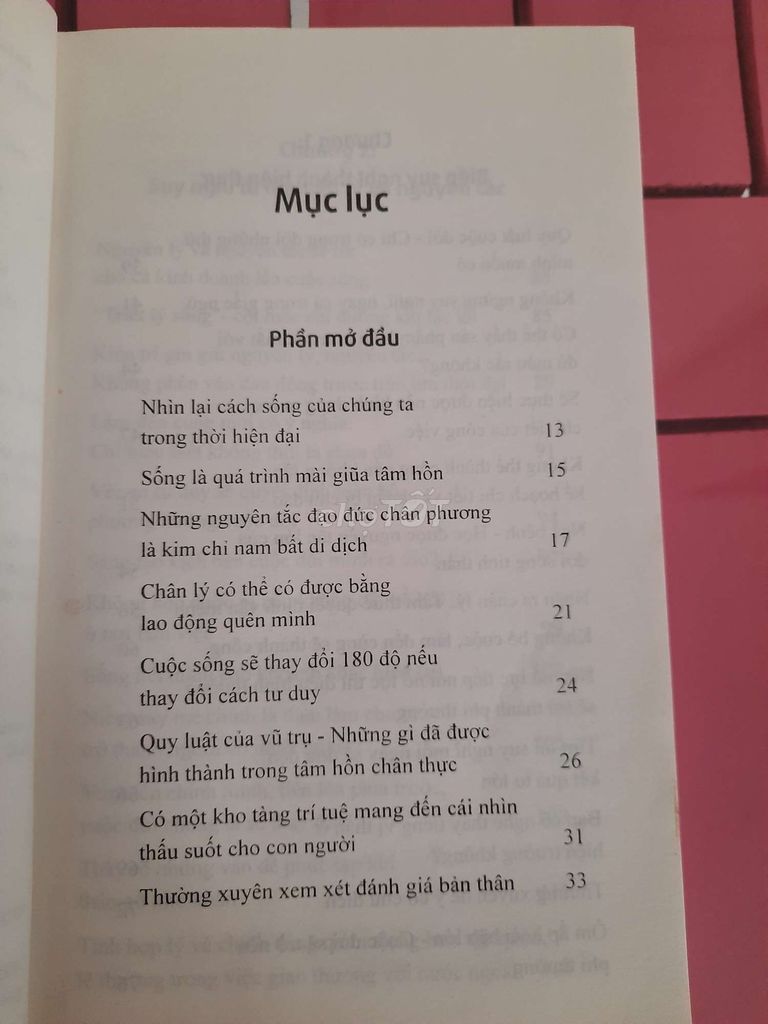 Mục lục
Phần mở đầu
Nhìn lại cách sống của chúng ta
trong thời hiện đại 13
Sống là quá trình mài giũa tâm hồn 15
Những nguyên tắc đạo đức chân phương
là kim chỉ nam bất di dịch 17
Chân lý có thể có được bằng
lao động quên mình 21
Cuộc sống sẽ thay đổi 180 độ nếu
thay đổi cách tư duy 24
Quy luật của vũ trụ - Những gì đã được
hình thành trong tâm hồn chân thực 26
Có một kho tàng trí tuệ mang đến cái nhìn
thấu suốt cho con người 31
Thường xuyên xem xét đánh giá bản thân 33
chợTỐT